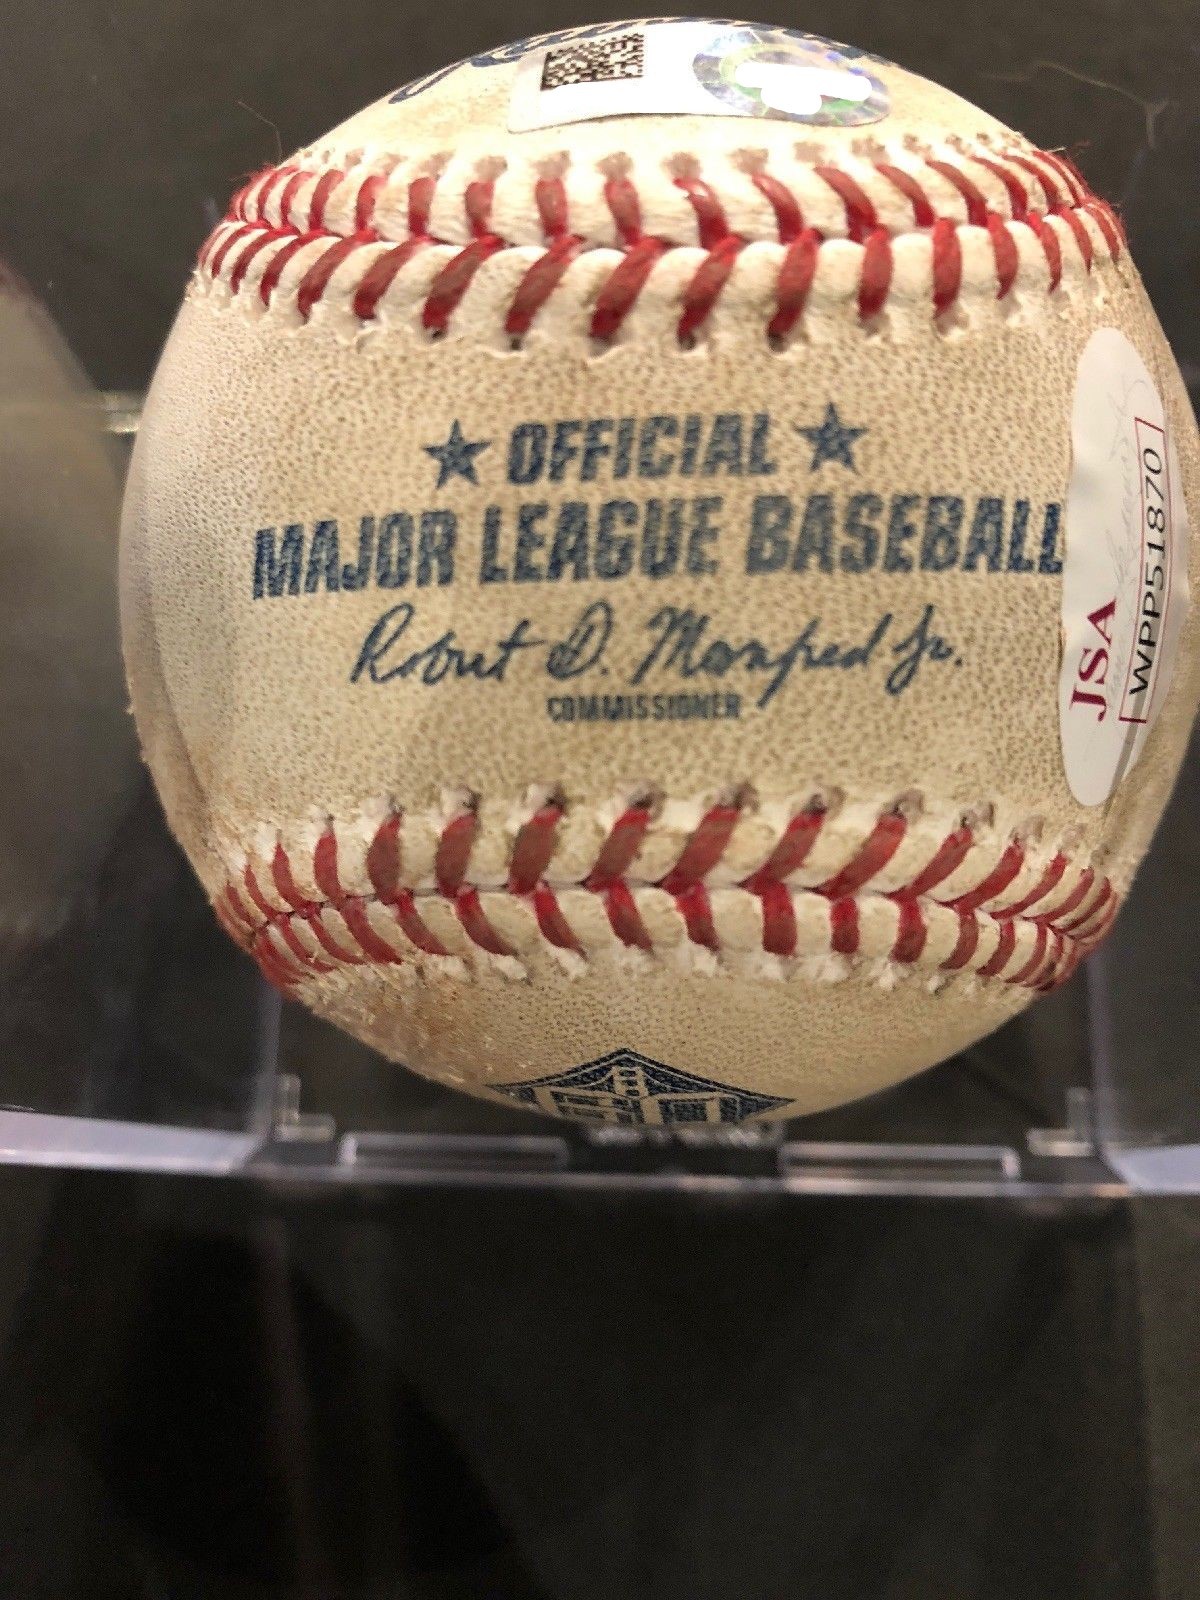 ★ OFFICIAL ★
MAJOR LEAGUE BASEBALL
Robert D. Manfred Jr.
COMMISSIONER
JSA
WPP51870